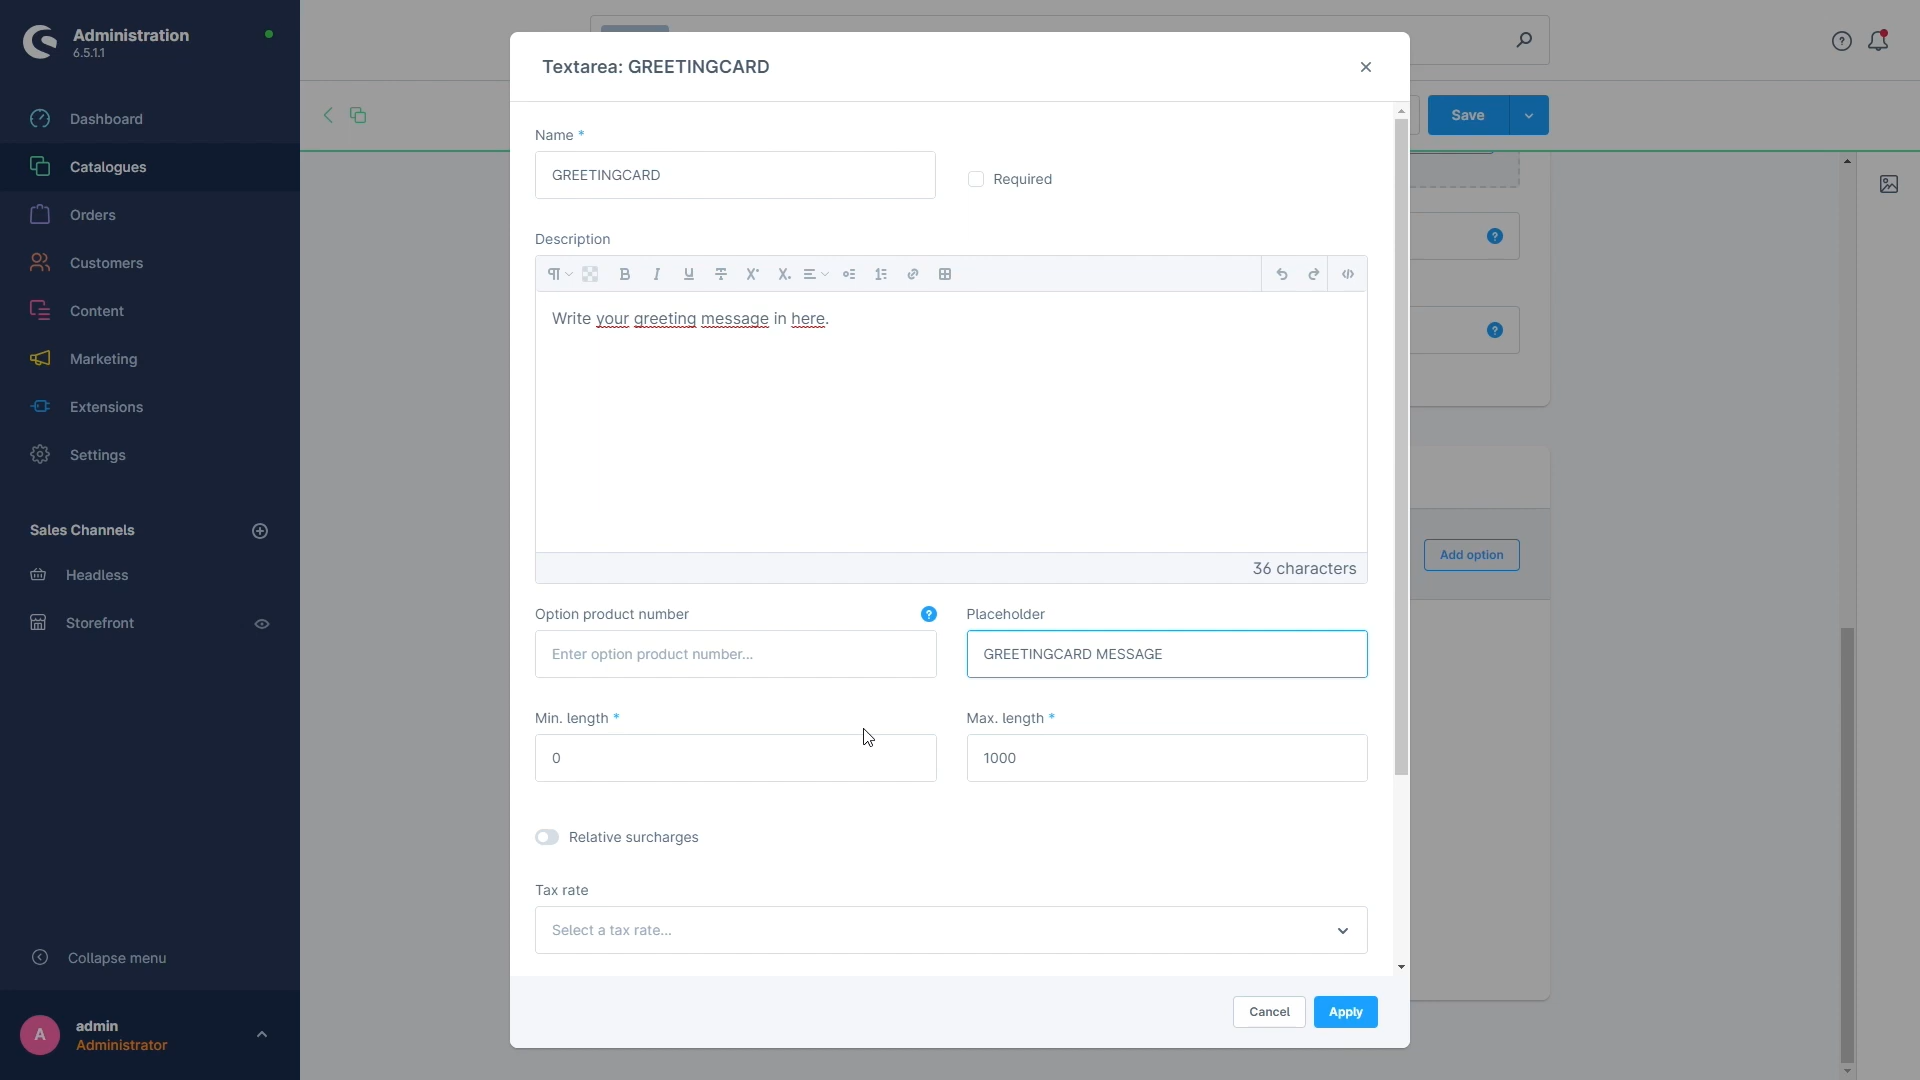 Administration
6.5.1.1
Dashboard
Catalogues
Orders
Customers
Content
Marketing
Extensions
Settings
Sales Channels
Headless
Storefront
Collapse menu
A
admin
Administrator
Textarea: GREETINGCARD
Name *
GREETINGCARD
Required
Description
Write your greeting message in here.
36 characters
Option product number
Placeholder
Enter option product number...
GREETINGCARD MESSAGE
Min. length *
Max. length *
0
1000
Relative surcharges
Tax rate
Select a tax rate...
Cancel
Apply
Save
Add option